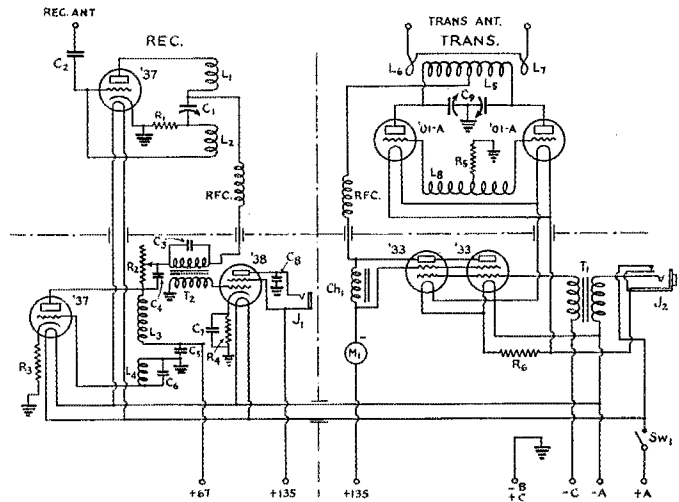 REC. ANT
TRANS ANT.
REC.
TRANS.
C2
'37
L1
L6
L5
L7
C1
C9
R1
'01-A
'01-A
L2
R5
L8
RFC.
RFC.
C3
'38
C8
'33
'33
R2
T1
'37
C4
T2
Ch1
J2
L3
C7
J1
R3
C5
R4
M1
-
R6
L4
C6
SW1
+67
+135
+135
-B
+C
-C
-A
+A